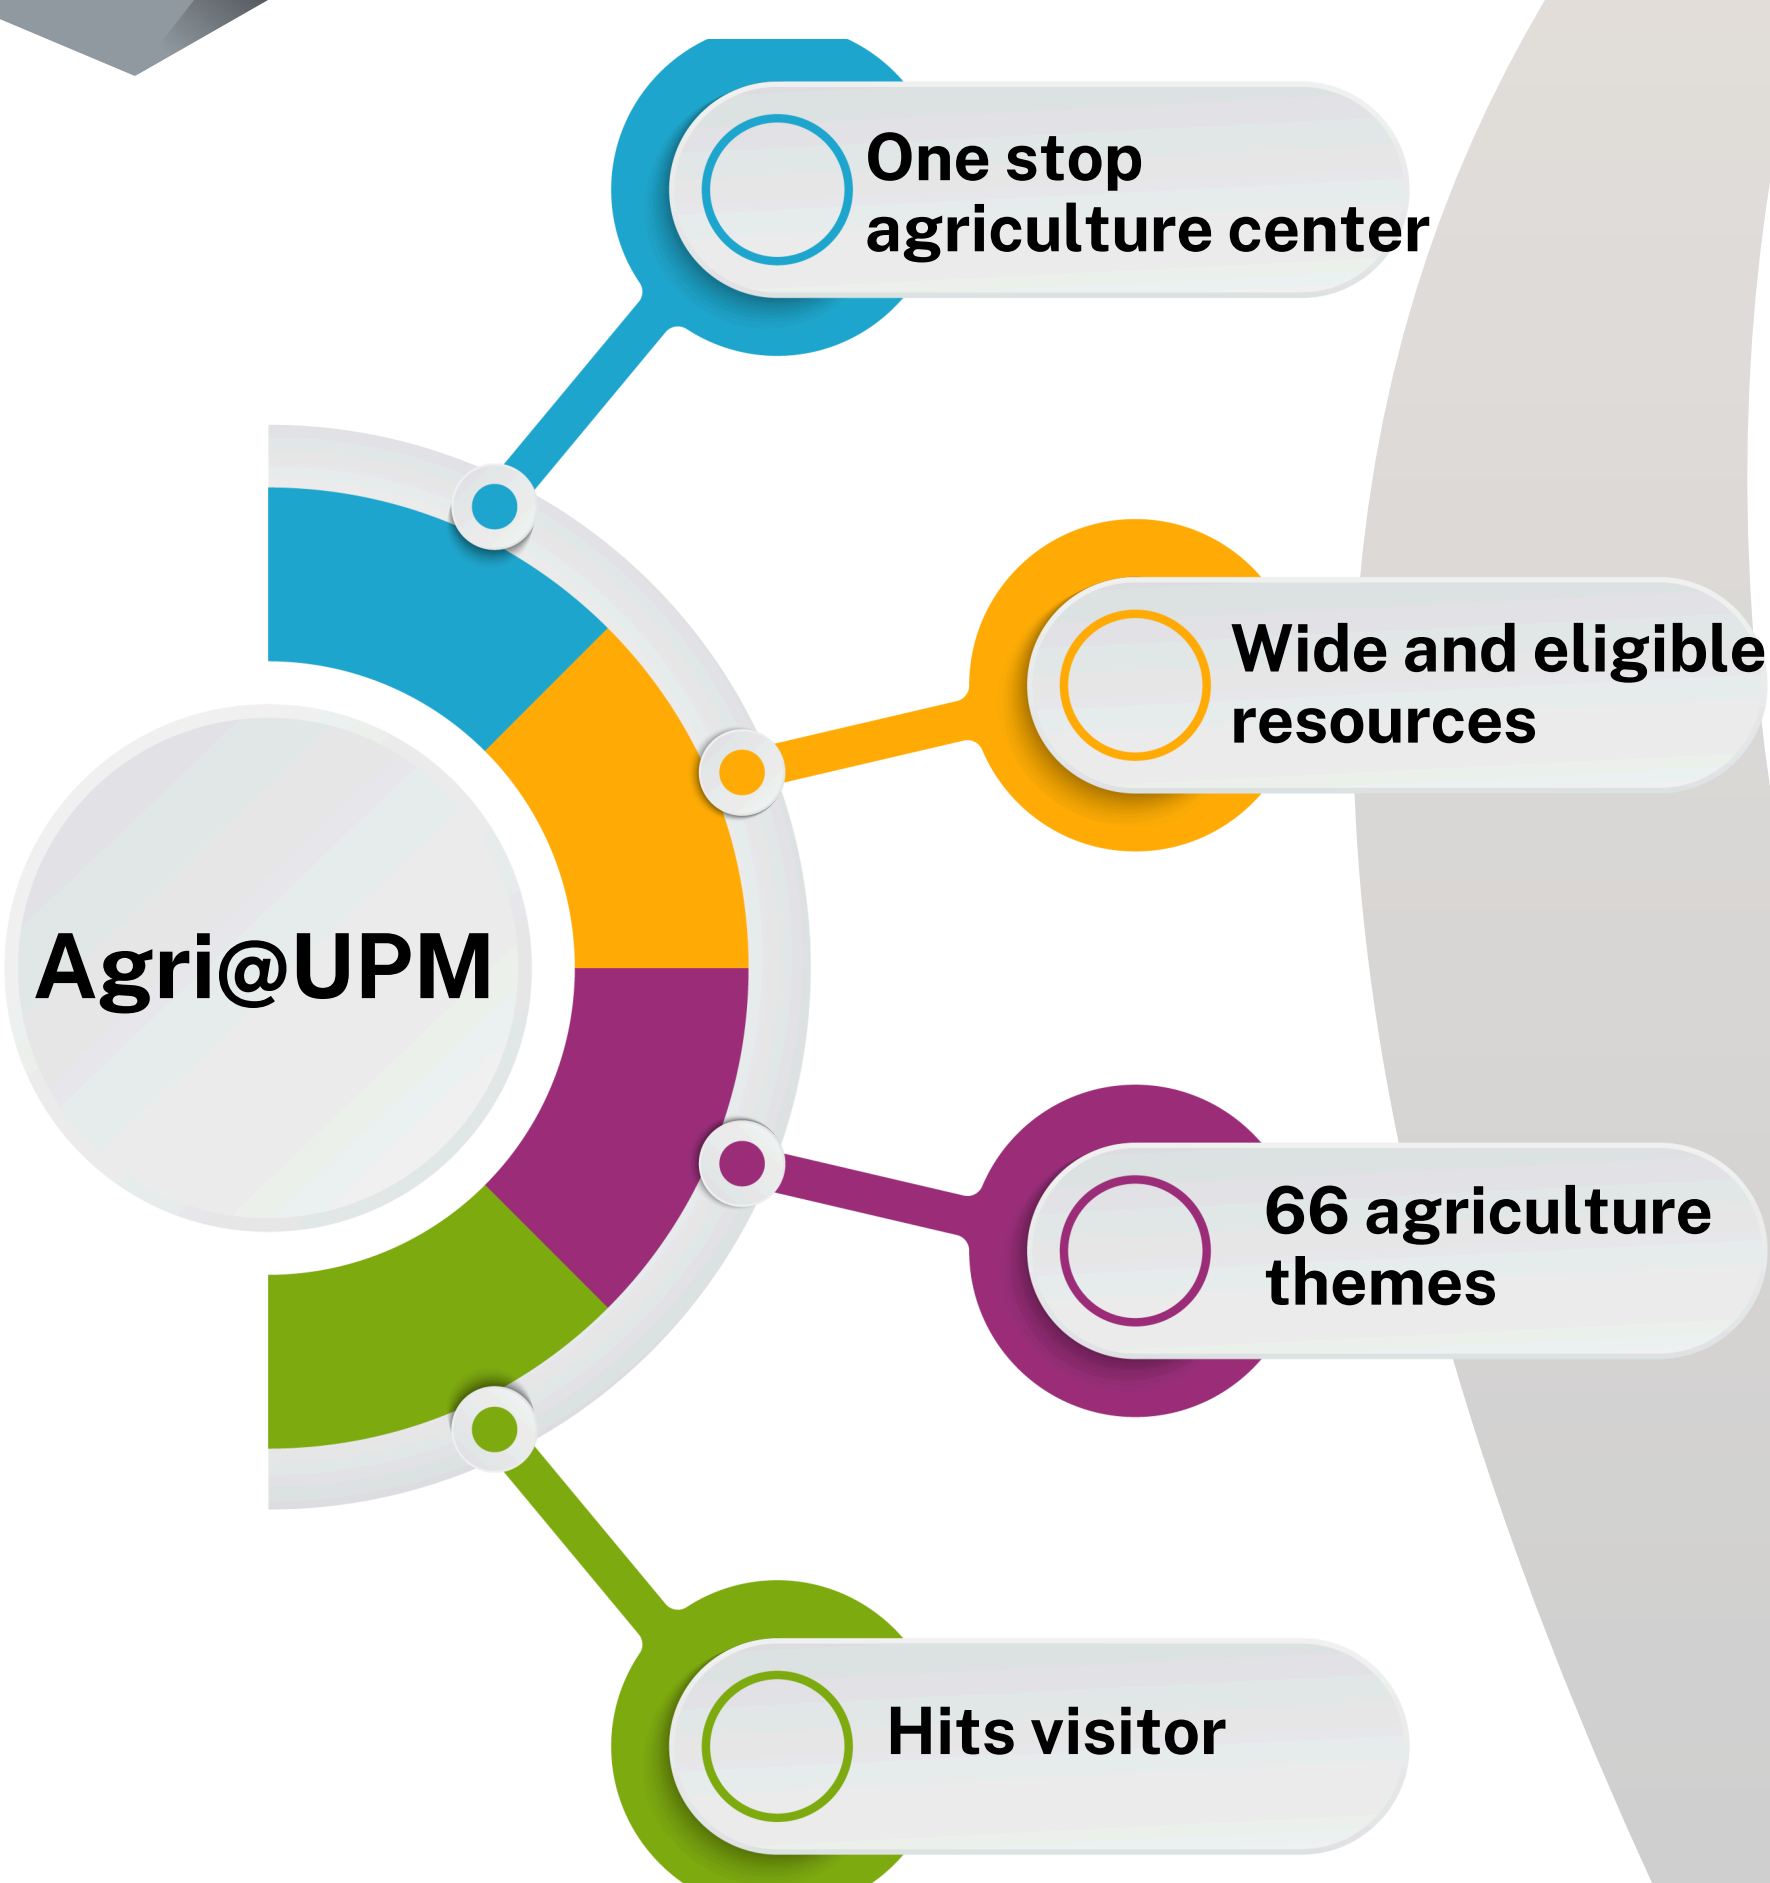 One stop
agriculture center
Wide and eligible
resources
Agri@UPM
66 agriculture
themes
Hits visitor